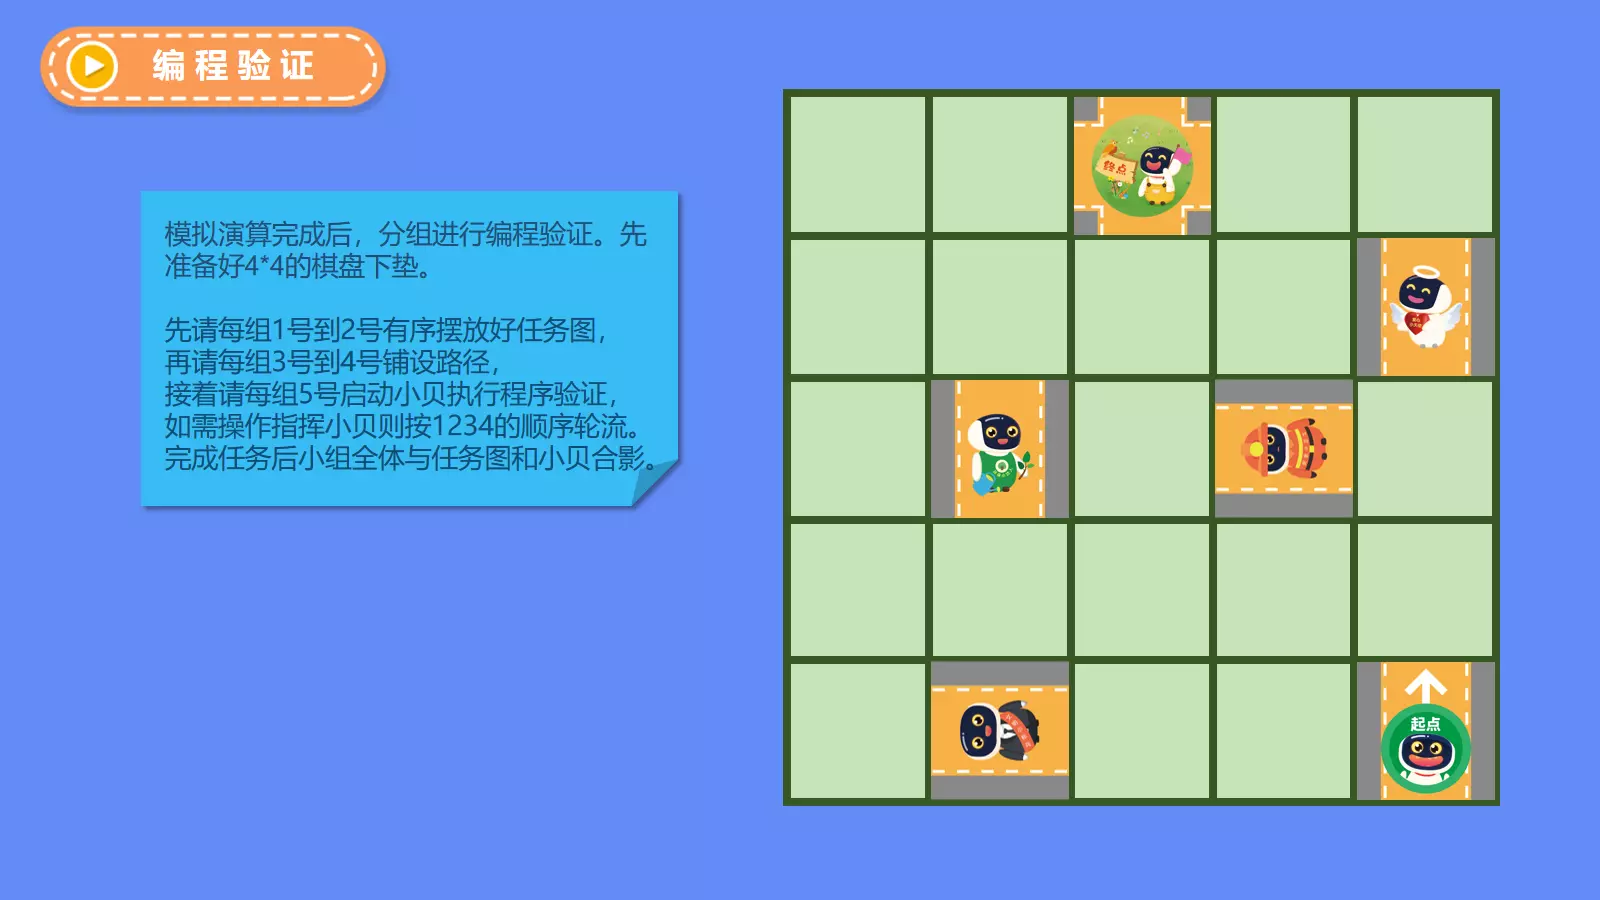 编程验证
模拟演算完成后，分组进行编程验证。先
准备好4*4的棋盘下垫。
先请每组1号到2号有序摆放好任务图，
再请每组3号到4号铺设路径，
接着请每组5号启动小贝执行程序验证，
如需操作指挥小贝则按1234的顺序轮流。
完成任务后小组全体与任务图和小贝合影。
终点
起点